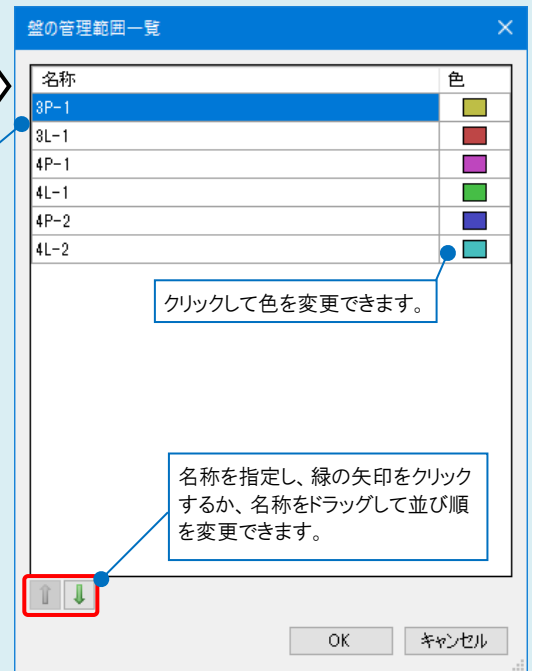 盤の管理範囲一覧
名称 色
3P-1
3L-1
4P-1
4L-1
4P-2
4L-2
クリックして色を変更できます。
名称を指定し、緑の矢印をクリック
するか、名称をドラッグして並び順
を変更できます。
OK キャンセル